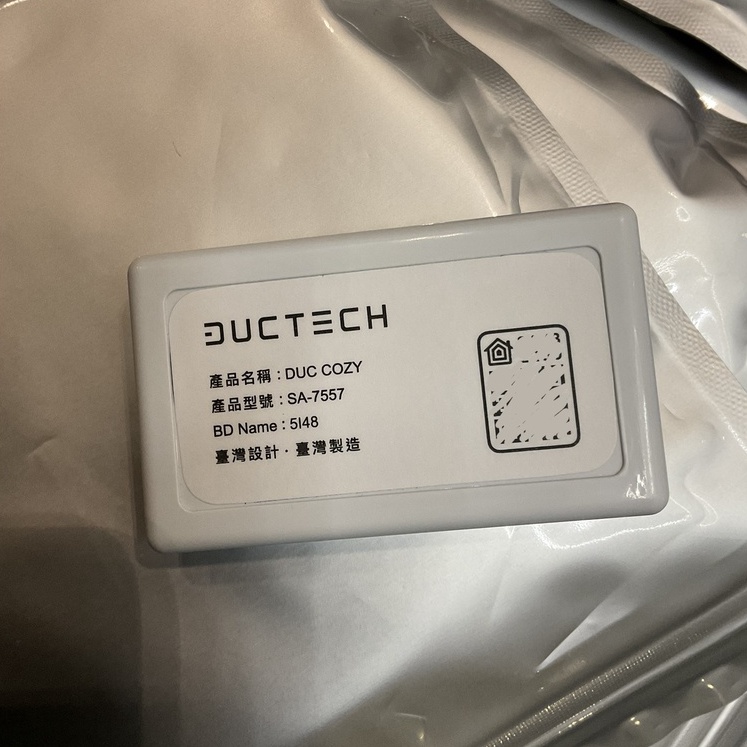 DUCTECH
產品名稱：DUC COZY
產品型號：SA-7557
BD Name：5I48
臺灣設計．臺灣製造